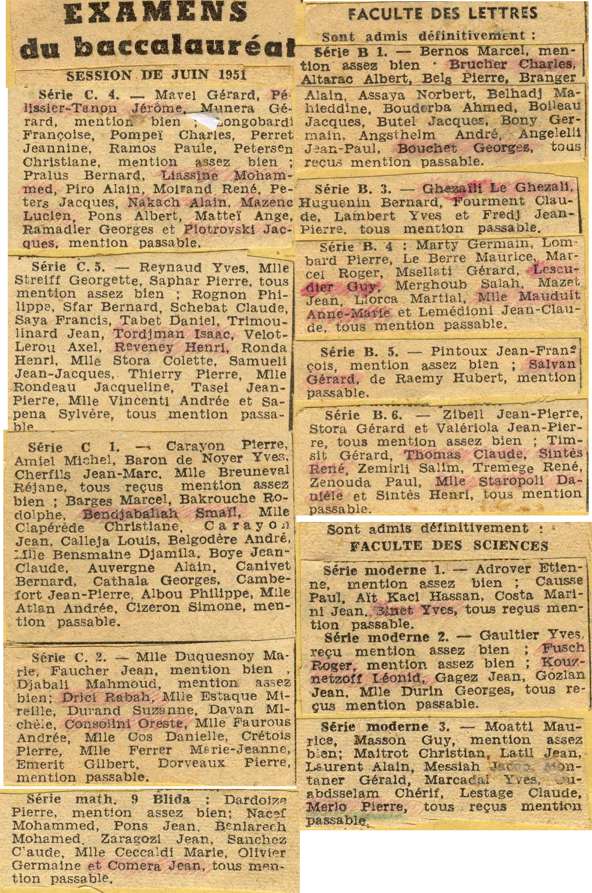 EXAMENS
du baccalauréat
SESSION DE JUIN 1951
Série C. 4. — Mavel Gérard, Pé-
lissier-Tanon Jérôme, Munera Gé-
rard, mention bien ; Longobardi
Françoise, Pompeï Charles, Perret
Jeannine, Ramos Paule, Petersen
Christiane, mention assez bien ;
Pralus Bernard, Liassine Moham-
med, Piro Alain, Moirand René, Pe-
ters Jacques, Nakach Alain, Mazenc
Lucien, Pons Albert, Matteï Ange,
Ramadier Georges et Piotrovski Jac-
ques, mention passable.
Série C. 5. — Reynaud Yves, Mlle
Streiff Georgette, Saphar Pierre, tous
mention assez bien ; Rognon Phi-
lippe, Sfar Bernard, Schebat Claude,
Saya Francis, Tabet Daniel, Trimou-
linard Jean, Tordjman Isaac, Velot-
Lerou Axel, Reveney Henri, Ronda
Henri, Mlle Stora Colette, Samueli
Jean-Jacques, Thierry Pierre, Mlle
Rondeau Jacqueline, Tasei Jean-
Pierre, Mlle Vincenti Andrée et Sa-
pena Sylvère, tous mention passa-
ble.
Série C 1. — Carayon Pierre,
Amiel Michel, Baron de Noyer Yves,
Cherfils Jean-Marc, Mlle Breuneval
Réjane, tous reçus mention assez
bien ; Barges Marcel, Bakrouche Ro-
dolphe, Bendjaballah Smaïl, Mlle
Clapérède Christiane, Carayon
Jean, Calleja Louis, Belgodère André,
Mlle Bensmaine Djamila, Boye Jean-
Claude, Auvergne Alain, Canivet
Bernard, Cathala Georges, Cambe-
fort Jean-Pierre, Albou Philippe, Mlle
Atlan Andrée, Cizeron Simone, men-
tion passable.
Série C. 2. — Mlle Duquesnoy Ma-
rie, Faucher Jean, mention bien ,
Djabali Mahmoud, mention assez
bien; Drici Rabah, Mlle Estaque Mi-
reille, Durand Suzanne, Davan Mi-
chèle, Consolini Oreste, Mlle Faurous
Andrée, Mlle Cos Danielle, Crétois
Pierre, Mlle Ferrer Marie-Jeanne,
Emerit Gilbert, Dorveaux Pierre,
mention passable.
Série math. 9 Blida : Dardoize
Pierre, mention assez bien; Nacef
Mohammed, Pons Jean, Benlarech
Mohamed, Zaragozi Jean, Sanchez
Claude, Mlle Ceccaldi Marie, Olivier
Germaine et Comera Jean, tous men-
tion passable.
FACULTE DES LETTRES
Sont admis définitivement :
Série B 1. — Bernos Marcel, men-
tion assez bien ; Brucher Charles,
Altarac Albert, Bels Pierre, Branger
Alain, Assaya Norbert, Belhadj Ma-
hieddine, Bouderba Ahmed, Boileau
Jacques, Butel Jacques, Bony Ger-
main, Angsthelm André, Angelelli
Jean-Paul, Bouchet Georges, tous
reçus mention passable.
Série B. 3. — Ghezaïli Le Ghezali,
Huguenin Bernard, Fourment Clau-
de, Lambert Yves et Fredj Jean-
Pierre, tous mention passable.
Série B. 4 : Marty Germain, Lom-
bard Pierre, Le Berre Maurice, Mar-
cel Roger, Msellati Gérard, Lescu-
dier Guy, Merghoub Salah, Mazet
Jean, Llorca Martial, Mlle Mauduit
Anne-Marie et Lemédioni Jean-Clau-
de, tous mention passable.
Série B. 5. — Pintoux Jean-Fran-
çois, mention assez bien ; Salvan
Gérard, de Raemy Hubert, mention
passable.
Série B. 6. — Zibell Jean-Pierre,
Stora Gérard et Valériola Jean-Pier-
re, tous mention assez bien ; Tim-
sit Gérard, Thomas Claude, Sintès
René, Zemirli Salim, Tremege René,
Zenouda Paul, Mlle Staropoli Da-
nièle et Sintès Henri, tous mention
passable.
Sont admis définitivement :
FACULTE DES SCIENCES
Série moderne 1. — Adrover Etien-
ne, mention assez bien ; Causse
Paul, Aït Kaci Hassan, Costa Mari-
ni Jean, Binet Yves, tous reçus men-
tion passable.
Série moderne 2. — Gaultier Yves,
reçu mention assez bien ; Fusch
Roger, mention assez bien ; Kouz-
netzoff Léonid, Gagez Jean, Gozlan
Jean, Mlle Durin Georges, tous re-
çus mention passable.
Série moderne 3. — Moatti Mau-
rice, Masson Guy, mention assez
bien; Maitrot Christian, Latil Jean,
Laurent Alain, Messiah Jacob, Mon-
taner Gérald, Marcadal Yves, Ou-
abdsselam Chérif, Lestage Claude,
Merlo Pierre, tous reçus mention
passable.